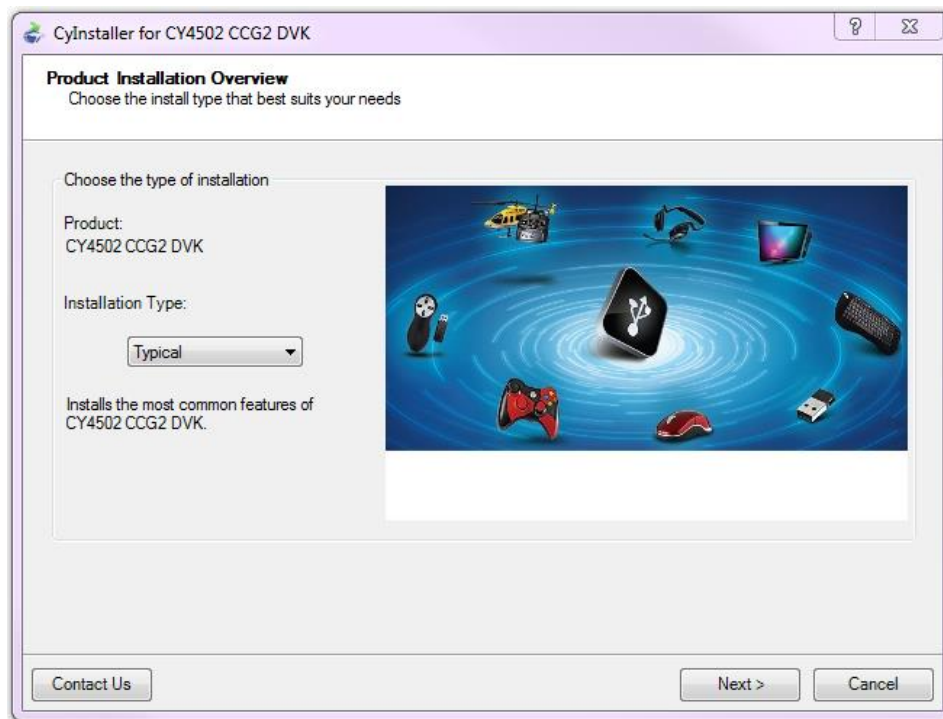 CyInstaller for CY4502 CCG2 DVK
Product Installation Overview
Choose the install type that best suits your needs
Choose the type of installation
Product:
CY4502 CCG2 DVK
Installation Type:
Typical
Installs the most common features of
CY4502 CCG2 DVK.
Contact Us
Next >
Cancel